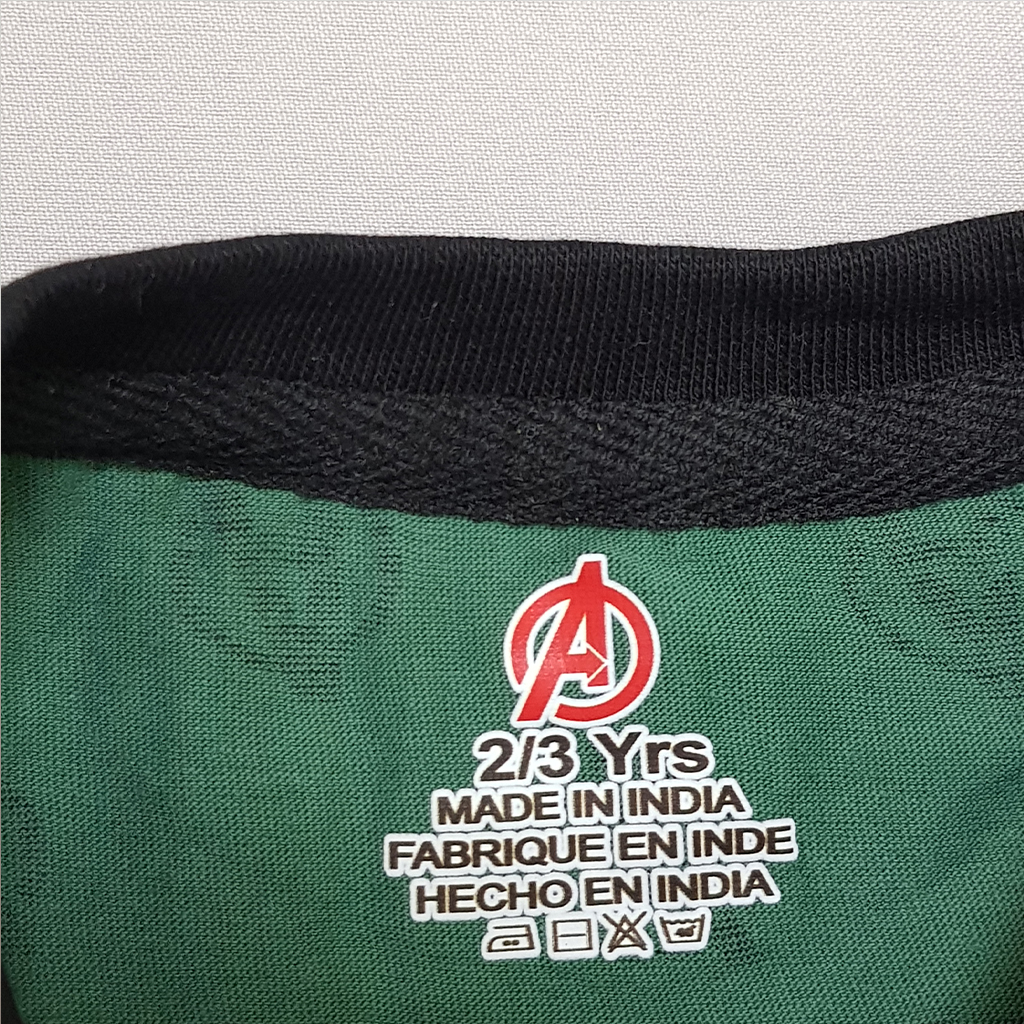 2/3 Yrs
MADE IN INDIA
FABRIQUE EN INDE
HECHO EN INDIA